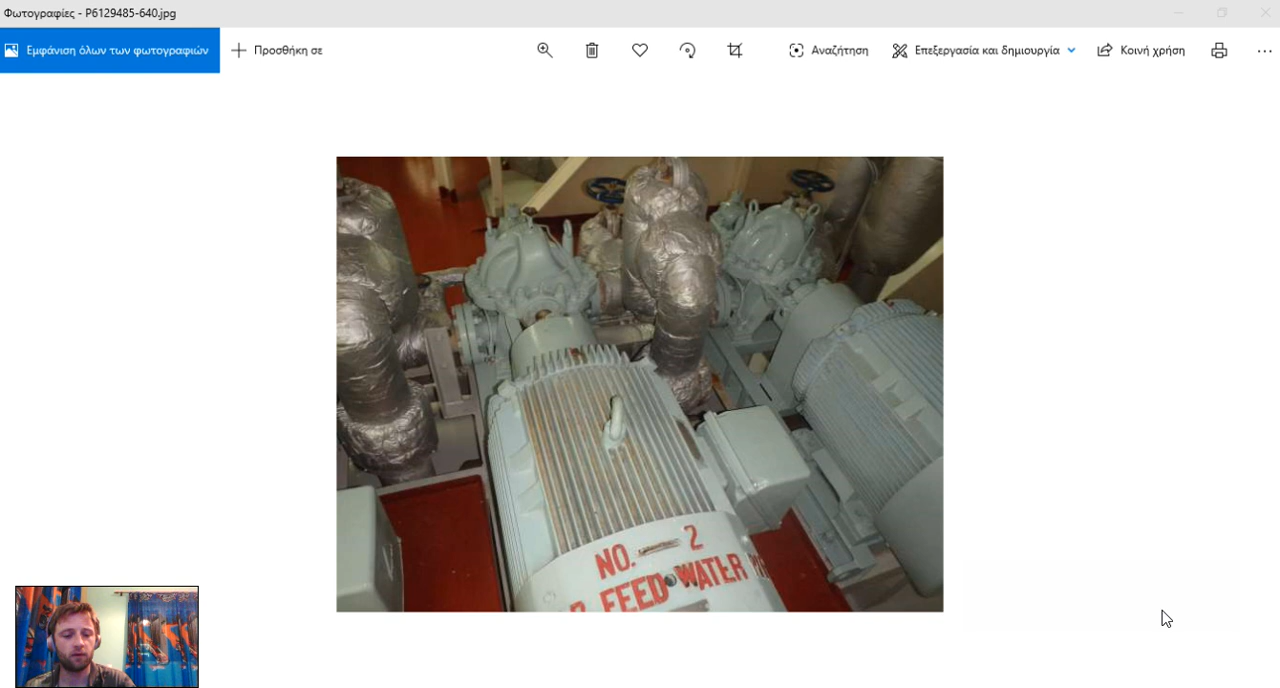 Φωτογραφίες - P6129485-640.jpg
Εμφάνιση όλων των φωτογραφιών
Προσθήκη σε
Αναζήτηση
Επεξεργασία και δημιουργία
Κοινή χρήση
NO. 2
FEED WATER